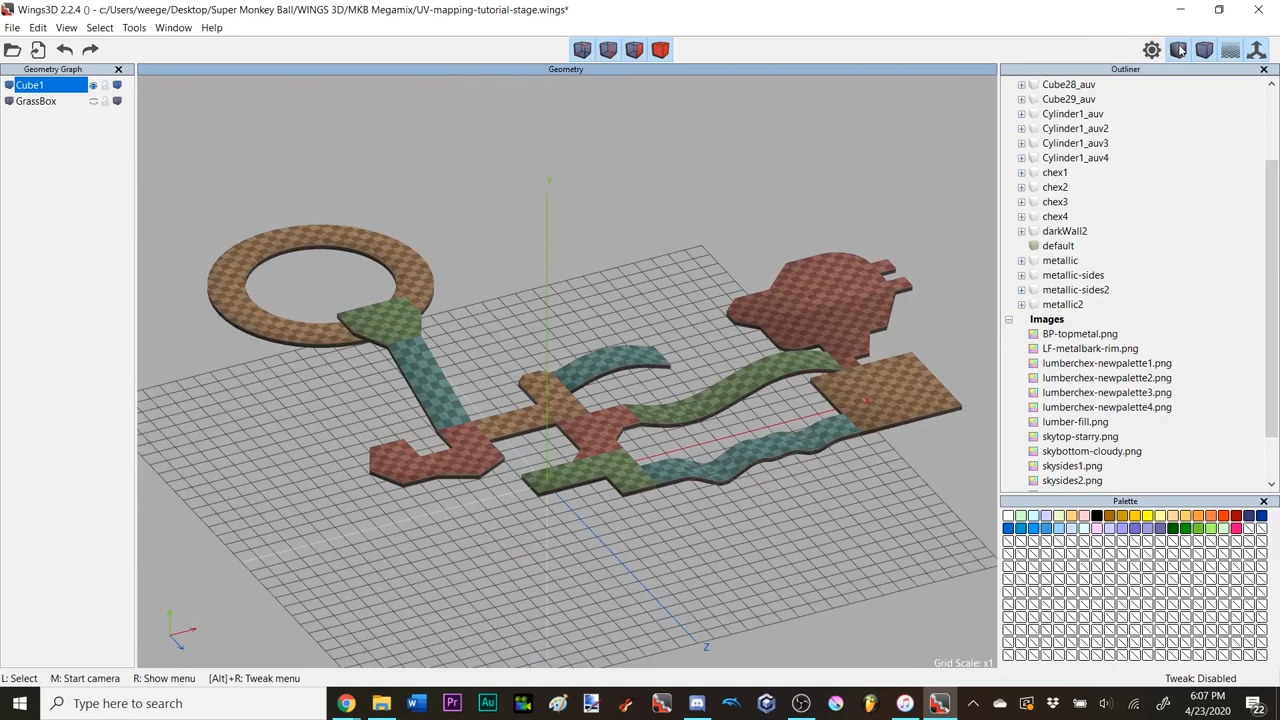 Wings3D 2.2.4 () - c:/Users/weege/Desktop/Super Monkey Ball/WINGS 3D/MKB Megamix/UV-mapping-tutorial-stage.wings*
File Edit View Select Tools Window Help
Geometry Graph
Geometry
Outliner
Cube1
GrassBox
Cube28_auv
Cube29_auv
Cylinder1_auv
Cylinder1_auv2
Cylinder1_auv3
Cylinder1_auv4
chex1
chex2
chex3
chex4
darkWall2
default
metallic
metallic-sides
metallic-sides2
metallic2
Images
BP-topmetal.png
LF-metalbark-rim.png
lumberchex-newpalette1.png
lumberchex-newpalette2.png
lumberchex-newpalette3.png
lumberchex-newpalette4.png
lumber-fill.png
skytop-starry.png
skybottom-cloudy.png
skysides1.png
skysides2.png
Palette
Y
X
Z
Grid Scale: x1
L: Select M: Start camera R: Show menu [Alt]+R: Tweak menu
Tweak: Disabled
Type here to search
6:07 PM
4/23/2020
22